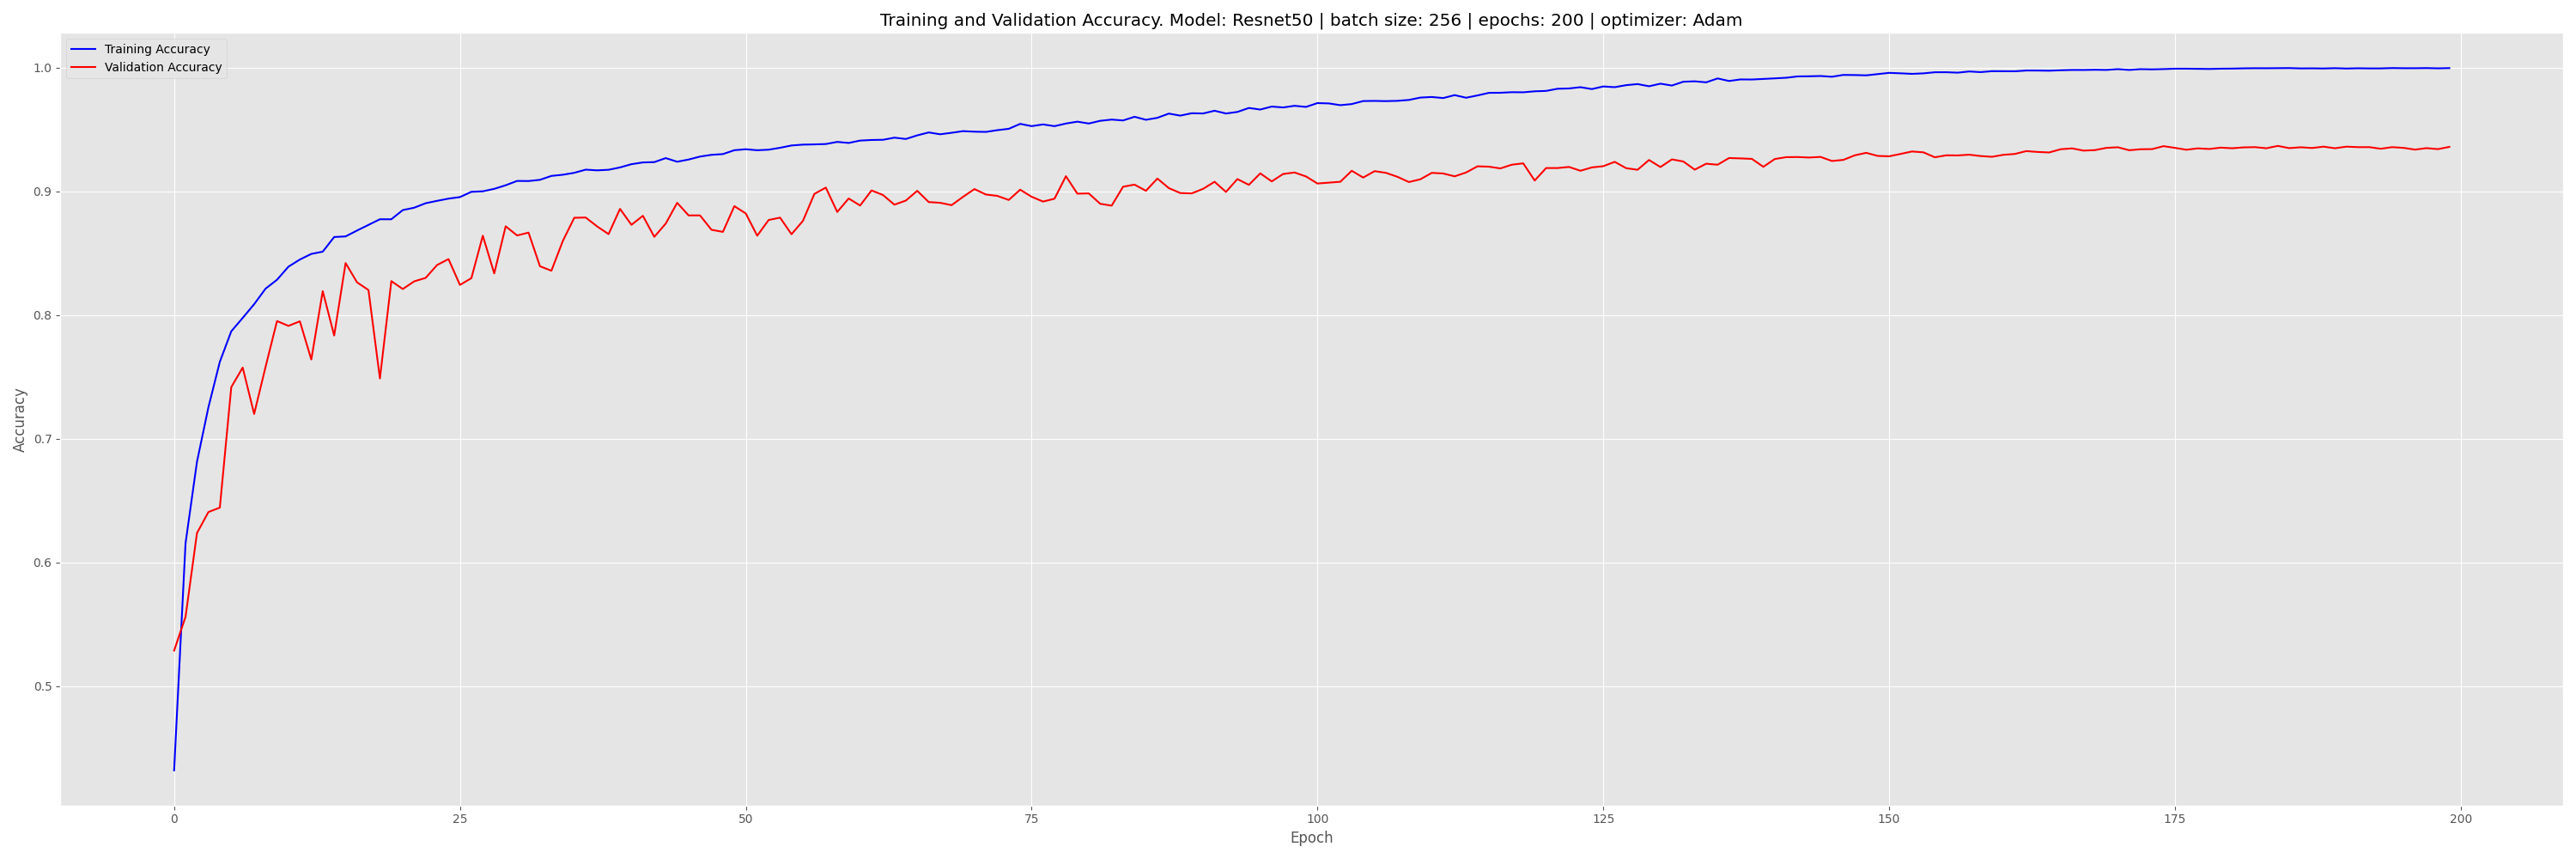 Training and Validation Accuracy. Model: Resnet50 | batch size: 256 | epochs: 200 | optimizer: Adam
Training Accuracy
Validation Accuracy
1.0
0.9
0.8
0.7
0.6
0.5
Accuracy
0 25 50 75 100 125 150 175 200
Epoch